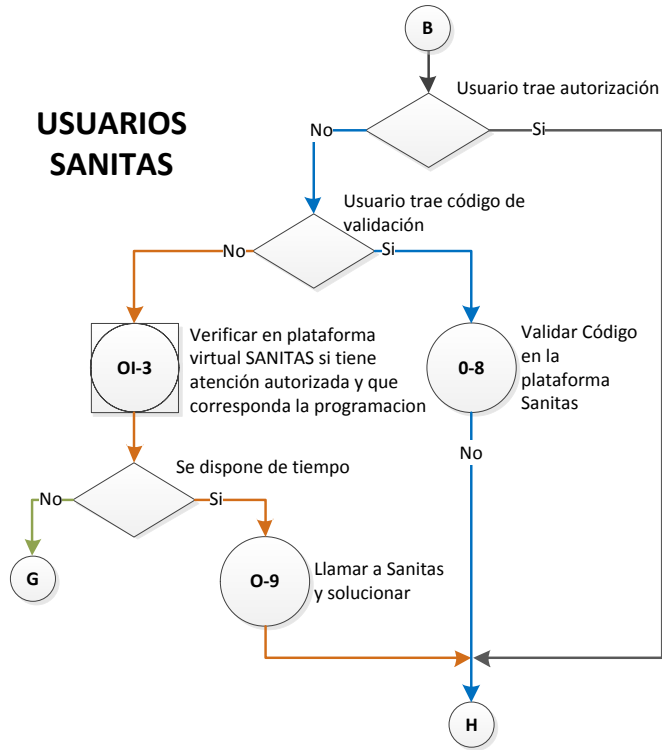 B
Usuario trae autorización
USUARIOS
SANITAS
No
Si
Usuario trae código de
validación
No
Si
OI-3
Verificar en plataforma
virtual SANITAS si tiene
atención autorizada y que
corresponda la programacion
0-8
Validar Código
en la
plataforma
Sanitas
No
Se dispone de tiempo
No
Si
G
O-9
Llamar a Sanitas
y solucionar
H